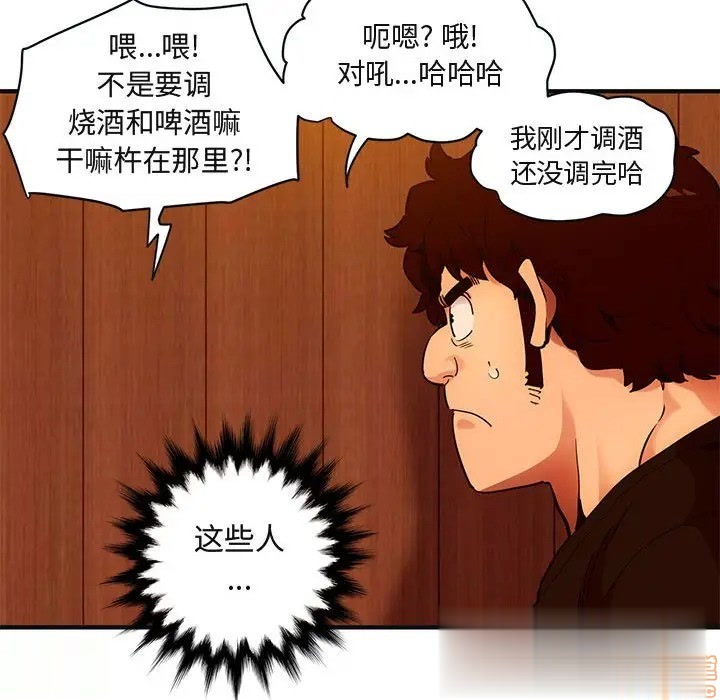 喂...喂!
不是要调
烧酒和啤酒嘛
干嘛杵在那里?!
呃嗯? 哦!
对吼...哈哈哈
我刚才调酒
还没调完哈
这些人
...